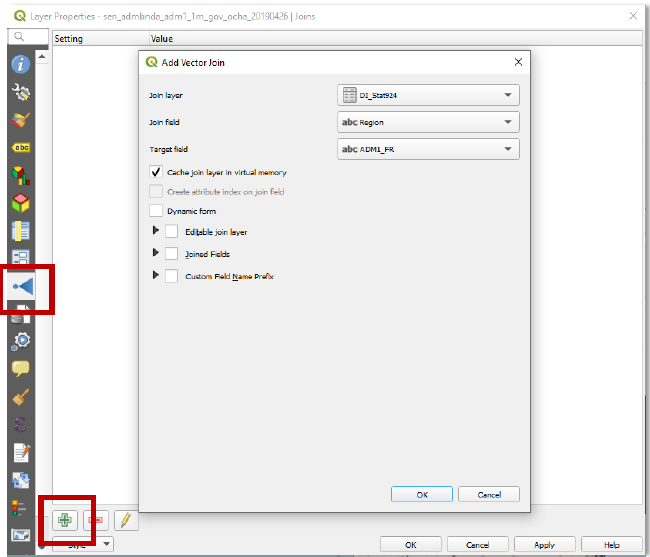 Layer Properties - sen_admbnda_adm1_1m_gov_ocha_20190426 | Joins
Setting Value
Add Vector Join
Join layer DI_Stat924
Join field abc Region
Target field abc ADM1_FR
Cache join layer in virtual memory
Create attribute index on join field
Dynamic form
Editable join layer
Joined Fields
Custom Field Name Prefix
abc
OK Cancel
Style OK Cancel Apply Help